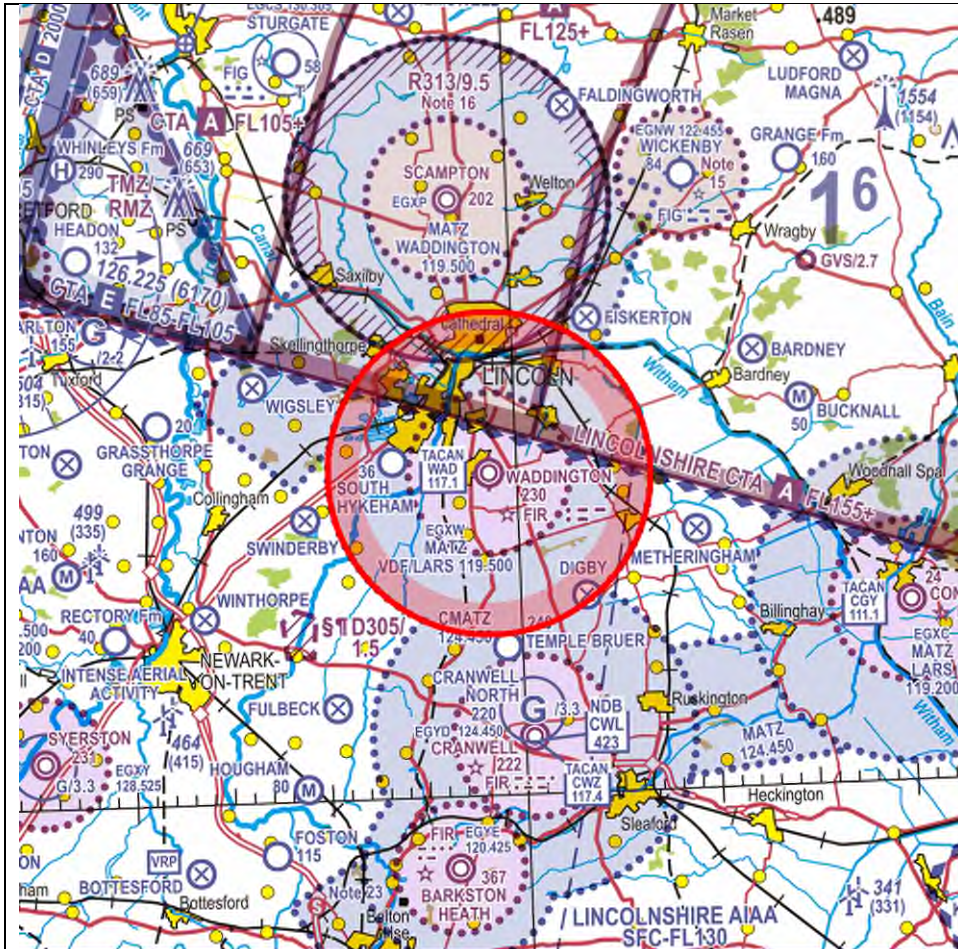 EGCS 130.305
STURGATE
FIG
58
FL125+
Market
Rasen
.489
CTA D 2000
689
(659)
PS
CTA A FL105+
R313/9.5
Note 16
FALDINGWORTH
LUDFORD
MAGNA
1554
(1154)
WHINLEYS Fm
H 290
669
(653)
TMZ/
RMZ
PS
SCAMPTON
EGXP
202
MATZ
WADDINGTON
119.500
Welton
EGNW 122.455
WICKENBY
84
Note
15
FIG
GRANGE Fm
160
16
HEADON
132
126.225 (6170)
CTA E FL85-FL105
Canal
Saxilby
Wragby
GVS/2.7
Bain
G
/2·2
155
Tuxford
Skellingthorpe
Cathedral
LINCOLN
FISKERTON
Witham
BARDNEY
Bardney
WIGSLEY
M
BUCKNALL
50
GRASSTHORPE
GRANGE
Collingham
36
SOUTH
HYKEHAM
TACAN
WAD
117.1
WADDINGTON
230
FIR
LINCOLNSHIRE CTA A FL155+
Woodhall Spa
499
(335)
160
M
SWINDERBY
EGXW
MATZ
VDF/LARS 119.500
DIGBY
METHERINGHAM
TACAN
CGY
111.1
24
EGXC
MATZ
LARS
119.200
RECTORY Fm
40
WINTHORPE
§¶D305/
1.5
CMATZ
TEMPLE BRUER
Billinghay
INTENSE AERIAL
ACTIVITY
NEWARK-
ON-TRENT
CRANWELL
NORTH
220
G /3.3
NDB
CWL
423
Ruskington
MATZ
124.450
Witham
FULBECK
EGYD 124.450
CRANWELL
222
FIR
SYERSTON
231
G/3.3
EGXY
128.525
464
(415)
HOUGHAM
80
M
TACAN
CWZ
117.4
Sleaford
Heckington
FOSTON
115
FIR
EGYE
120.425
367
BARKSTON
HEATH
VRP
BOTTESFORD
Bottesford
Note 23
S
Belton
Hse
LINCOLNSHIRE AIAA
SFC-FL130
341
(331)